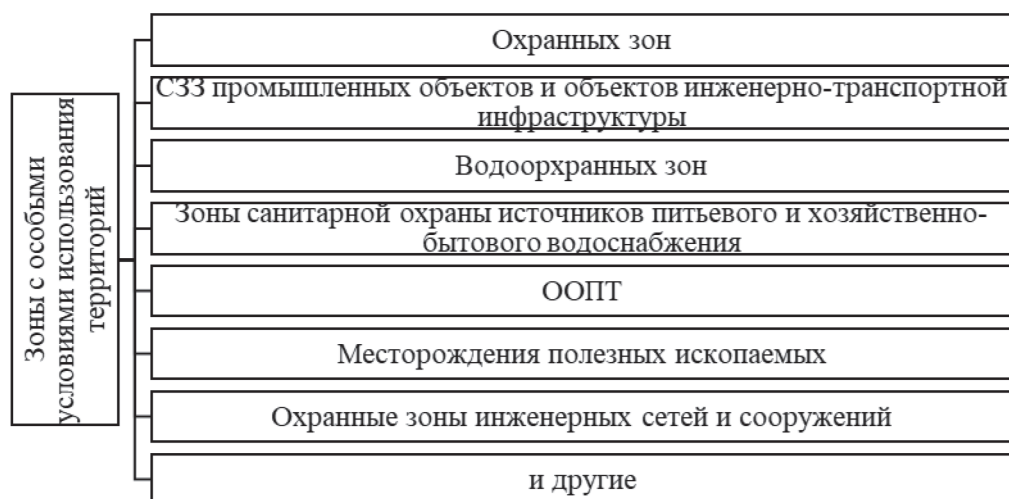 Зоны с особыми
условиями использования
территорий
Охранных зон
СЗЗ промышленных объектов и объектов инженерно-транспортной
инфраструктуры
Водоорхранных зон
Зоны санитарной охраны источников питьевого и хозяйственно-
бытового водоснабжения
ООПТ
Месторождения полезных ископаемых
Охранные зоны инженерных сетей и сооружений
и другие